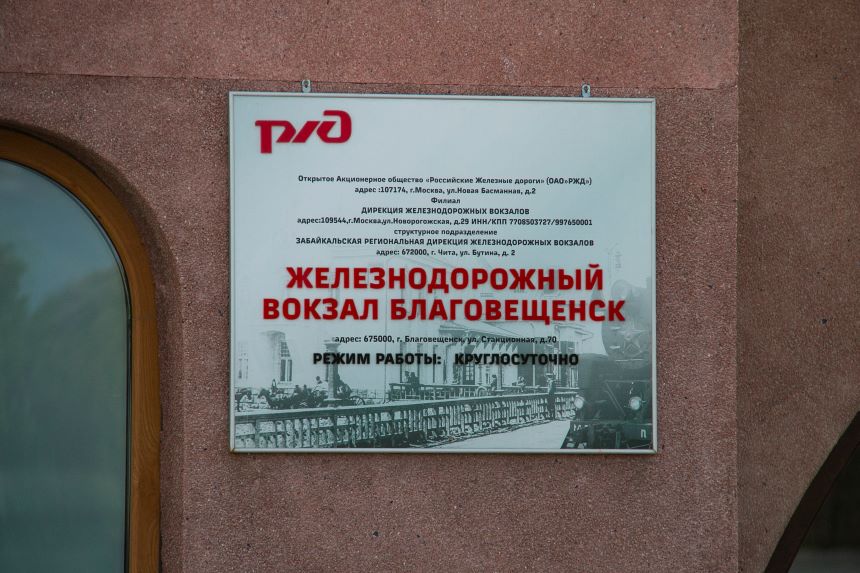 РЖД
Открытое Акционерное общество «Российские Железные дороги» (ОАО»РЖД»)
адрес :107174, г.Москва, ул.Новая Басманная, д.2
Филиал
ДИРЕКЦИЯ ЖЕЛЕЗНОДОРОЖНЫХ ВОКЗАЛОВ
адрес:109544,г.Москва,ул.Новорогожская, д.29 ИНН/КПП 7708503727/997650001
структурное подразделение
ЗАБАЙКАЛЬСКАЯ РЕГИОНАЛЬНАЯ ДИРЕКЦИЯ ЖЕЛЕЗНОДОРОЖНЫХ ВОКЗАЛОВ
адрес: 672000, г. Чита, ул. Бутина, д. 2
ЖЕЛЕЗНОДОРОЖНЫЙ
ВОКЗАЛ БЛАГОВЕЩЕНСК
адрес: 675000, г. Благовещенск, ул. Станционная, д.70
РЕЖИМ РАБОТЫ: КРУГЛОСУТОЧНО